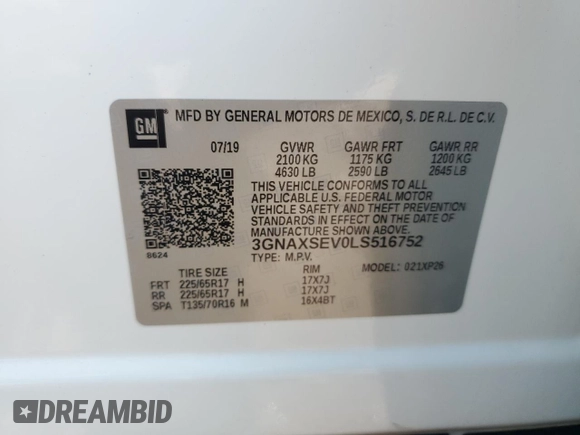 GM
MFD BY GENERAL MOTORS DE MEXICO, S. DE R.L. DE C.V.
07/19 GVWR GAWR FRT GAWR RR
2100 KG 1175 KG 1200 KG
4630 LB 2590 LB 2645 LB
THIS VEHICLE CONFORMS TO ALL
APPLICABLE U.S. FEDERAL MOTOR
VEHICLE SAFETY AND THEFT PREVENTION
STANDARDS IN EFFECT ON THE DATE OF
MANUFACTURE SHOWN ABOVE.
8624
3GNAXSEV0LS516752
TYPE: M.P.V. MODEL: 021XP26
TIRE SIZE RIM
FRT 225/65R17 H 17X7J
RR 225/65R17 H 17X7J
SPA T135/70R16 M 16X4BT
DREAMBID